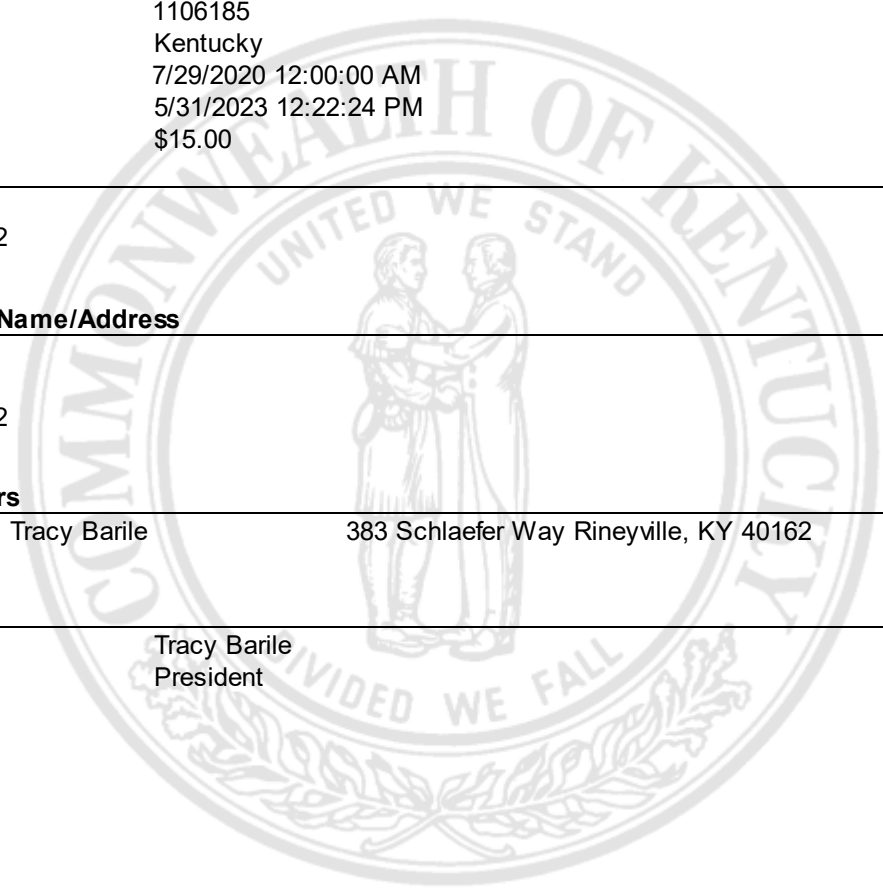 1106185
Kentucky
7/29/2020 12:00:00 AM
5/31/2023 12:22:24 PM
$15.00
2
Name/Address
2
rs
Tracy Barile 383 Schlaefer Way Rineyville, KY 40162
Tracy Barile
President
COMMONWEALTH OF KENTUCKY
UNITED WE STAND
DIVIDED WE FALL